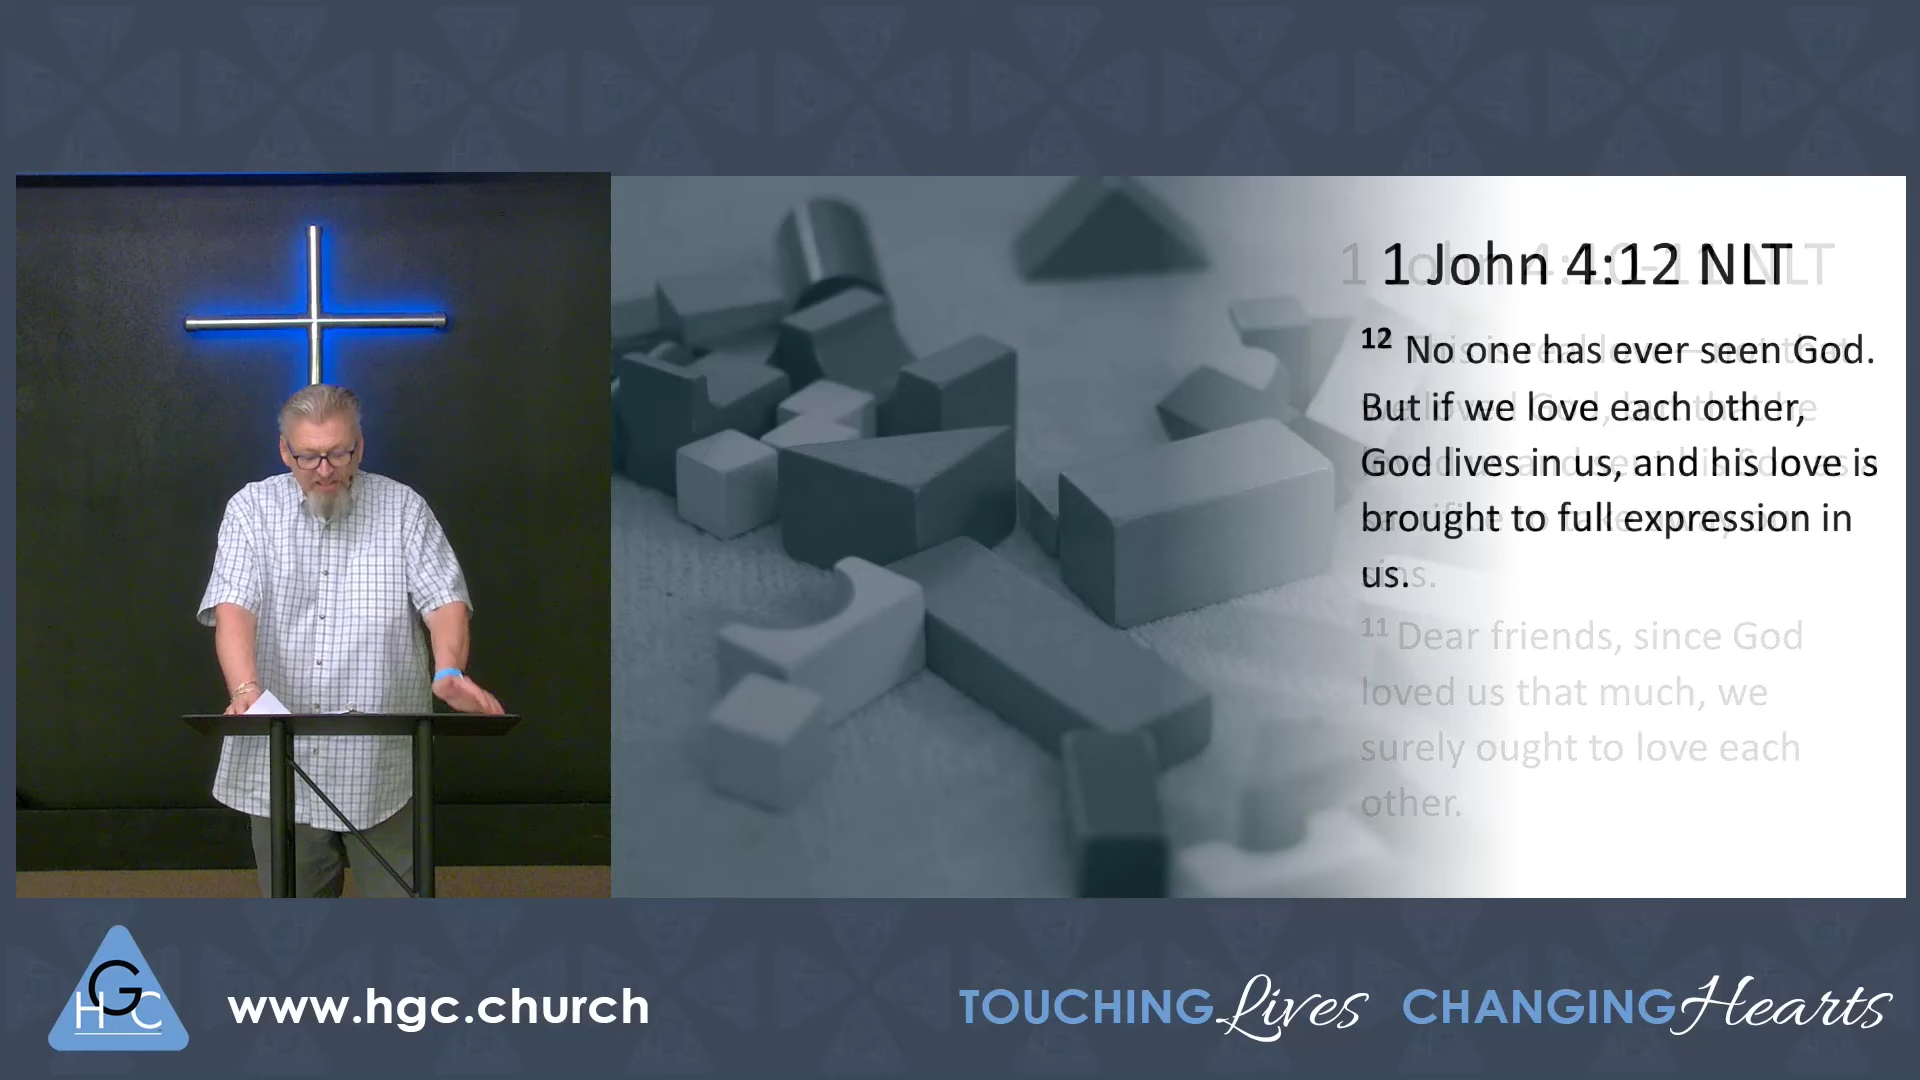 1 John 4:12 NLT
12 No one has ever seen God.
But if we love each other,
God lives in us, and his love is
brought to full expression in
us.
11 Dear friends, since God
loved us that much, we
surely ought to love each
other.
HGC
www.hgc.church
TOUCHING Lives CHANGING Hearts